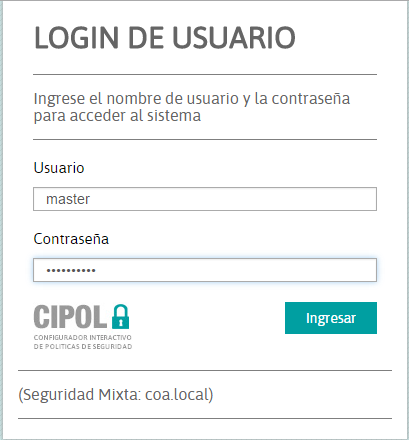 LOGIN DE USUARIO
Ingrese el nombre de usuario y la contraseña
para acceder al sistema
Usuario
master
Contraseña
••••••••••
CIPOL
CONFIGURADOR INTERACTIVO
DE POLITICAS DE SEGURIDAD
Ingresar
(Seguridad Mixta: coa.local)